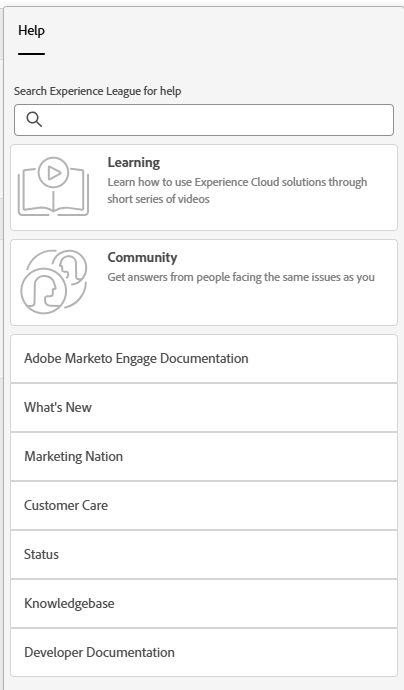 Help
Search Experience League for help
Learning
Learn how to use Experience Cloud solutions through
short series of videos
Community
Get answers from people facing the same issues as you
Adobe Marketo Engage Documentation
What's New
Marketing Nation
Customer Care
Status
Knowledgebase
Developer Documentation